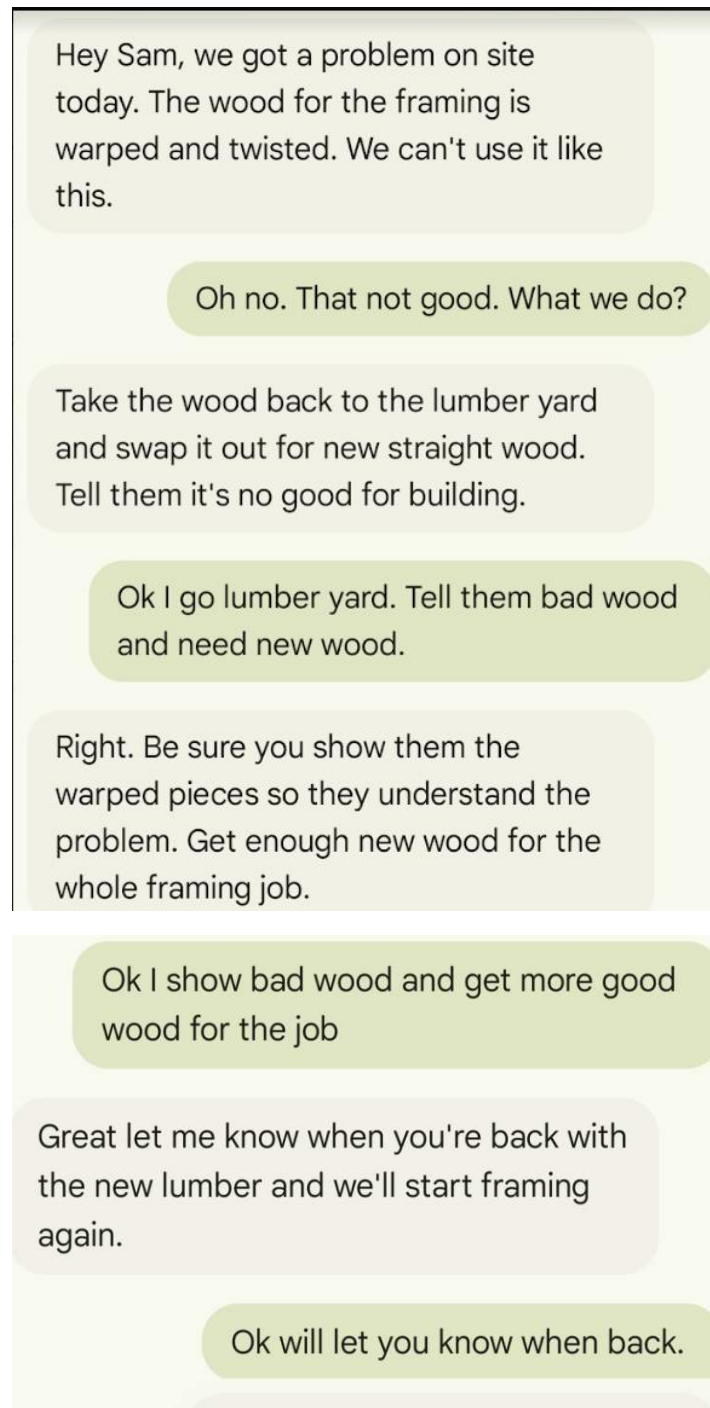 Hey Sam, we got a problem on site
today. The wood for the framing is
warped and twisted. We can't use it like
this.
Oh no. That not good. What we do?
Take the wood back to the lumber yard
and swap it out for new straight wood.
Tell them it's no good for building.
Ok I go lumber yard. Tell them bad wood
and need new wood.
Right. Be sure you show them the
warped pieces so they understand the
problem. Get enough new wood for the
whole framing job.
Ok I show bad wood and get more good
wood for the job
Great let me know when you're back with
the new lumber and we'll start framing
again.
Ok will let you know when back.